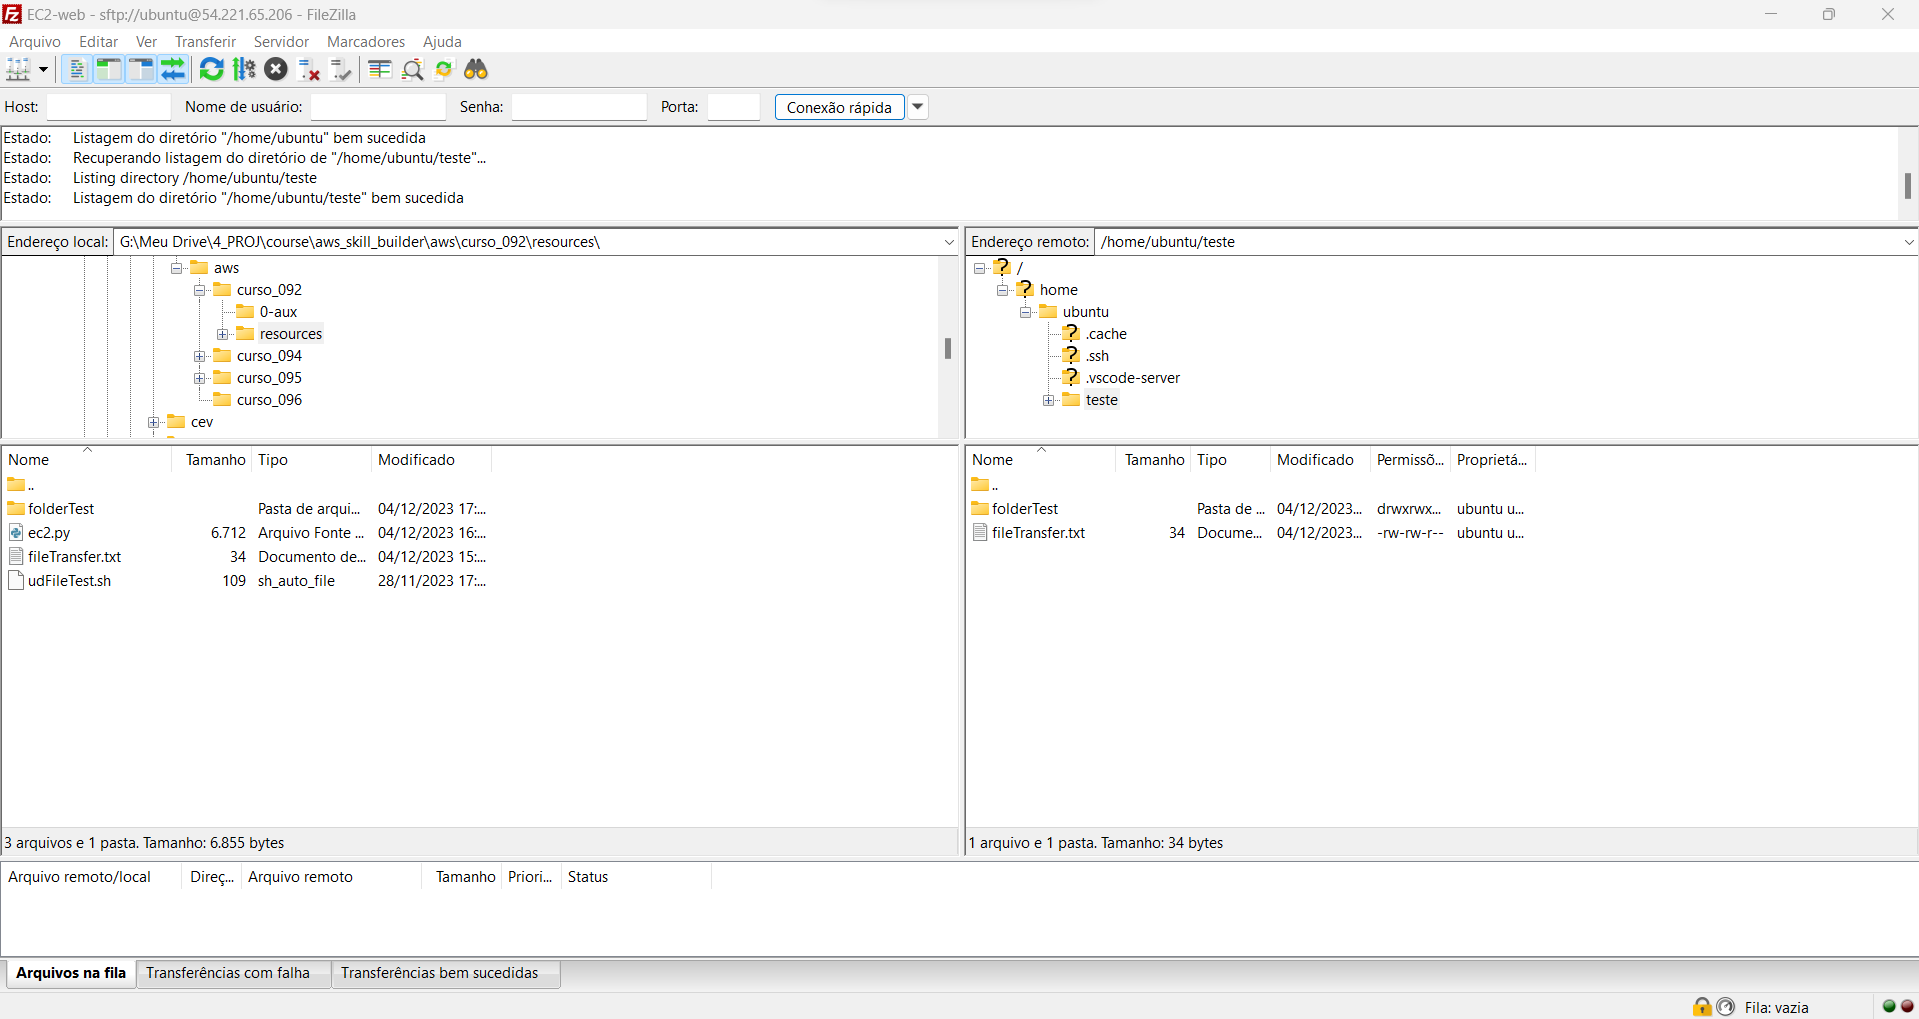 EC2-web - sftp://ubuntu@54.221.65.206 - FileZilla
Arquivo Editar Ver Transferir Servidor Marcadores Ajuda
Host: Nome de usuário: Senha: Porta: Conexão rápida
Estado: Listagem do diretório "/home/ubuntu" bem sucedida
Estado: Recuperando listagem do diretório de "/home/ubuntu/teste"...
Estado: Listing directory /home/ubuntu/teste
Estado: Listagem do diretório "/home/ubuntu/teste" bem sucedida
Endereço local: G:\Meu Drive\4_PROJ\course\aws_skill_builder\aws\curso_092\resources\
aws
curso_092
0-aux
resources
curso_094
curso_095
curso_096
cev
Endereço remoto: /home/ubuntu/teste
/
home
ubuntu
.cache
.ssh
.vscode-server
teste
Nome Tamanho Tipo Modificado
..
folderTest Pasta de arqui... 04/12/2023 17:...
ec2.py 6.712 Arquivo Fonte ... 04/12/2023 16:...
fileTransfer.txt 34 Documento de... 04/12/2023 15:...
udFileTest.sh 109 sh_auto_file 28/11/2023 17:...
3 arquivos e 1 pasta. Tamanho: 6.855 bytes
Nome Tamanho Tipo Modificado Permissõ... Proprietá...
..
folderTest Pasta de ... 04/12/2023... drwxrwx... ubuntu u...
fileTransfer.txt 34 Docume... 04/12/2023... -rw-rw-r-- ubuntu u...
1 arquivo e 1 pasta. Tamanho: 34 bytes
Arquivo remoto/local Direç... Arquivo remoto Tamanho Priori... Status
Arquivos na fila Transferências com falha Transferências bem sucedidas
Fila: vazia